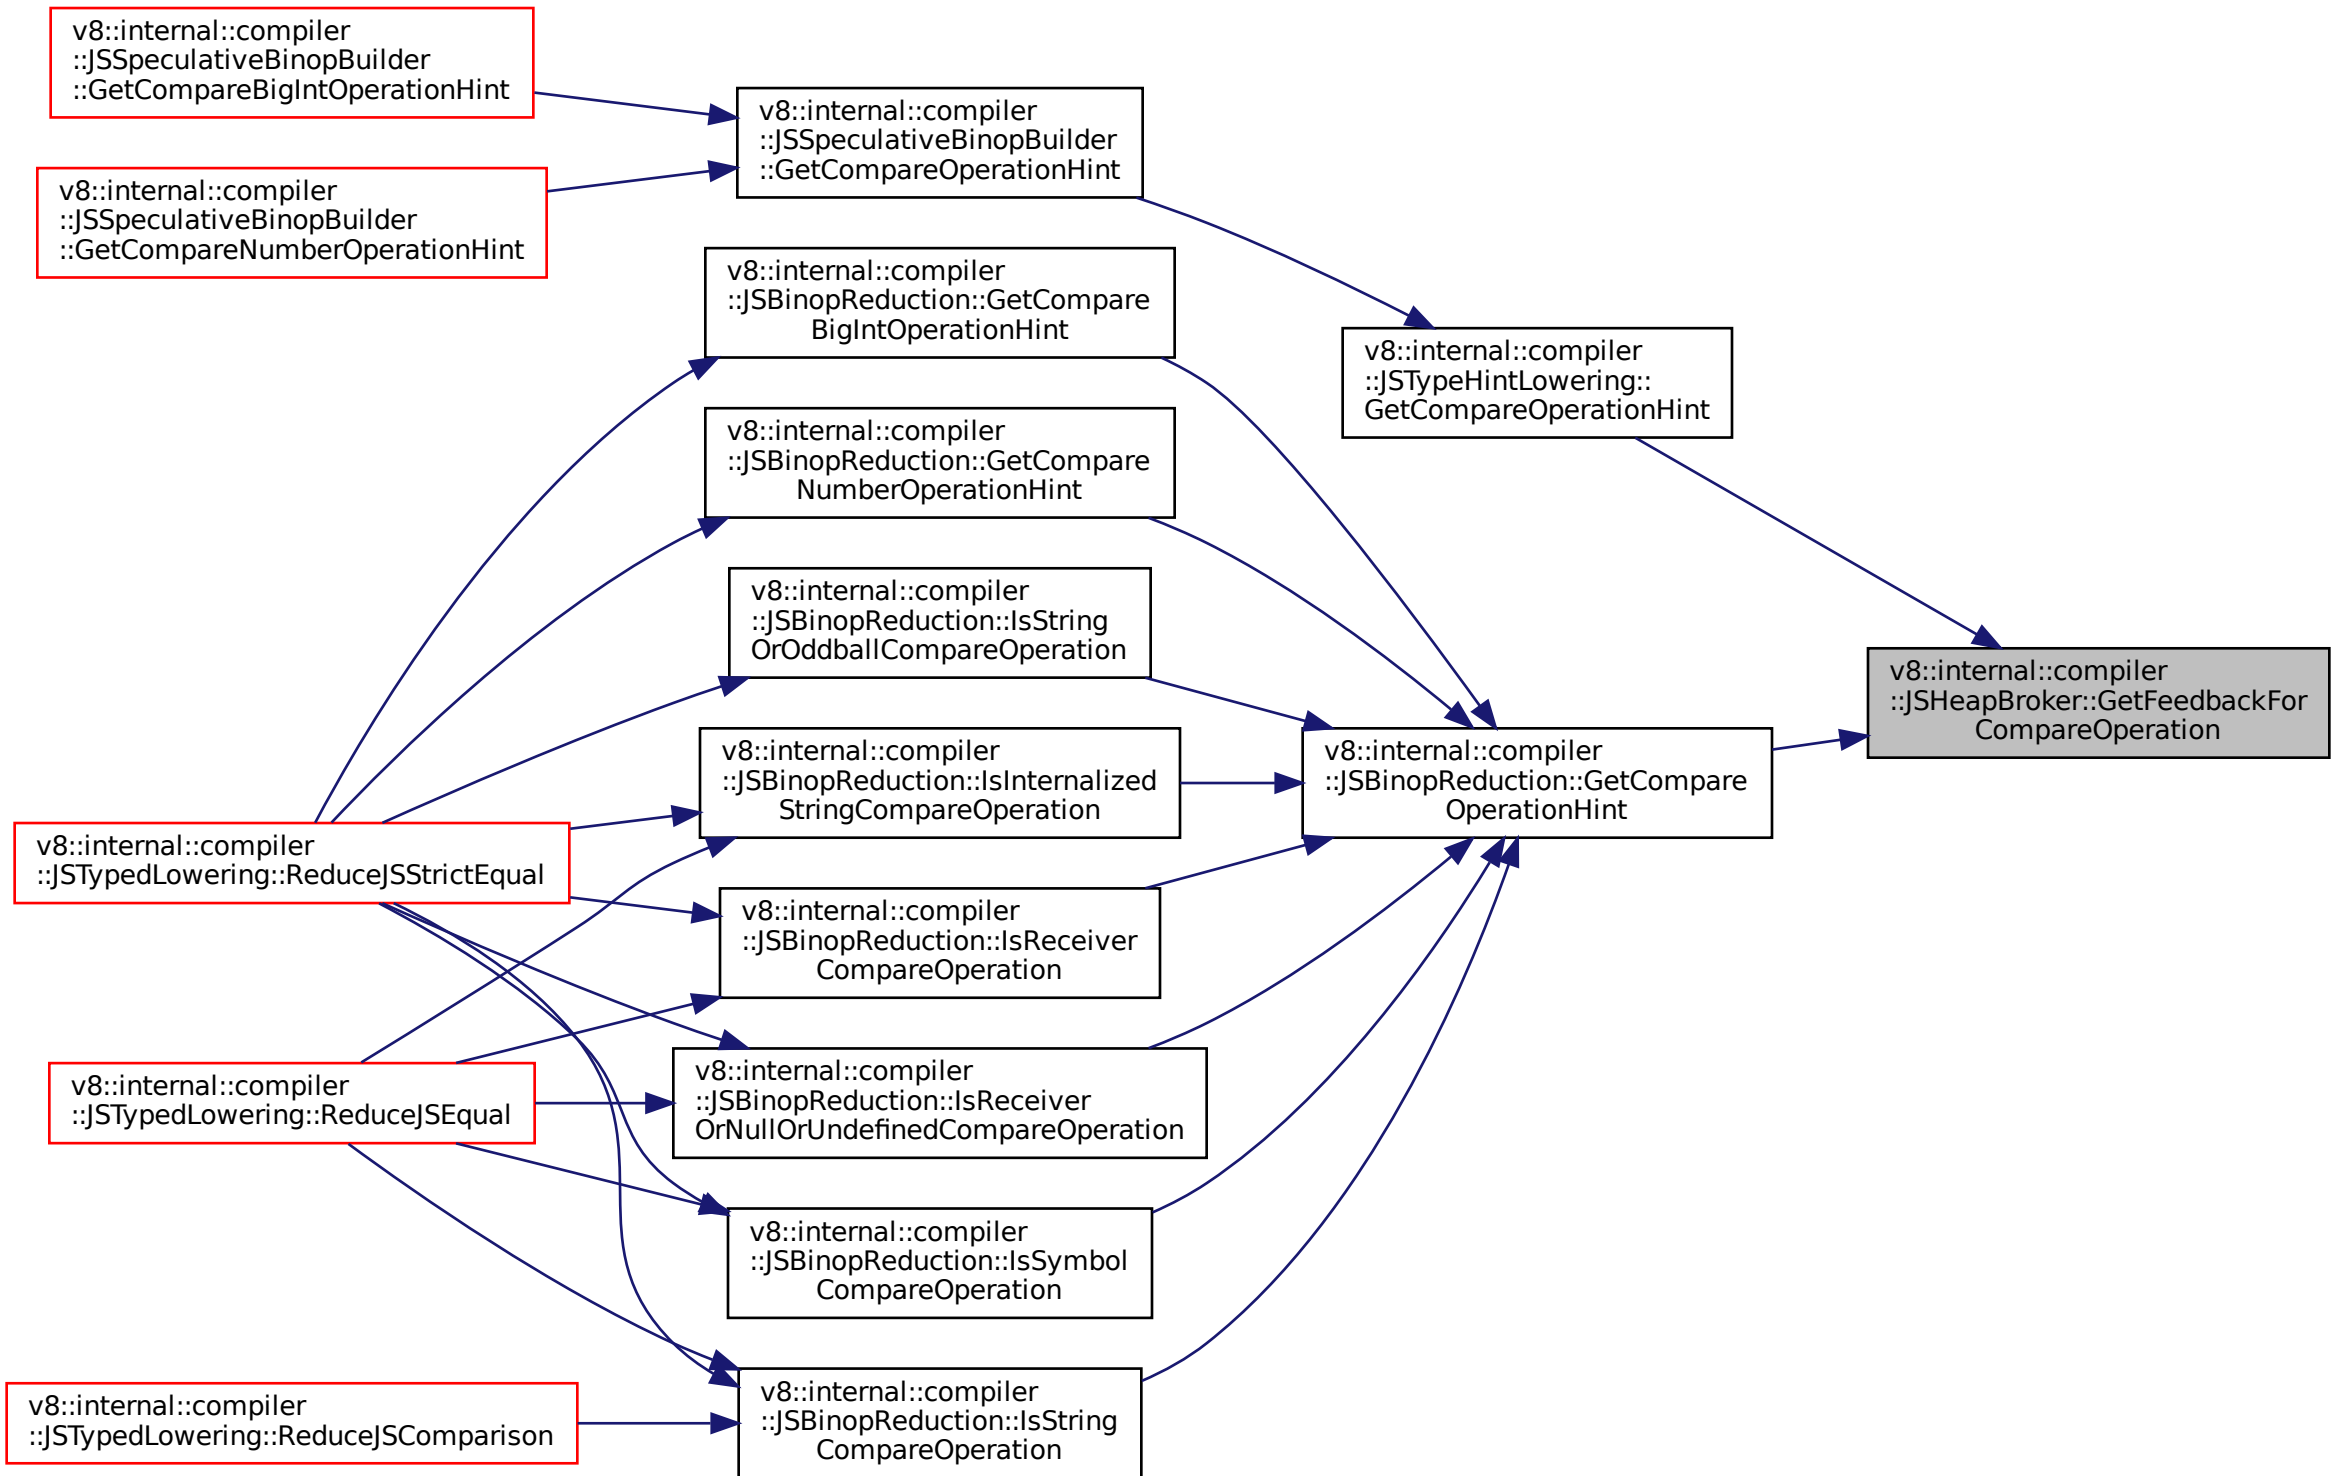 v8::internal::compiler
::JSSpeculativeBinopBuilder
::GetCompareBigIntOperationHint
v8::internal::compiler
::JSSpeculativeBinopBuilder
::GetCompareOperationHint
v8::internal::compiler
::JSSpeculativeBinopBuilder
::GetCompareNumberOperationHint
v8::internal::compiler
::JSBinopReduction::GetCompare
BigIntOperationHint
v8::internal::compiler
::JSTypeHintLowering::
GetCompareOperationHint
v8::internal::compiler
::JSBinopReduction::GetCompare
NumberOperationHint
v8::internal::compiler
::JSBinopReduction::IsString
OrOddballCompareOperation
v8::internal::compiler
::JSHeapBroker::GetFeedbackFor
CompareOperation
v8::internal::compiler
::JSBinopReduction::IsInternalized
StringCompareOperation
v8::internal::compiler
::JSBinopReduction::GetCompare
OperationHint
v8::internal::compiler
::JSTypedLowering::ReduceJSStrictEqual
v8::internal::compiler
::JSBinopReduction::IsReceiver
CompareOperation
v8::internal::compiler
::JSTypedLowering::ReduceJSEqual
v8::internal::compiler
::JSBinopReduction::IsReceiver
OrNullOrUndefinedCompareOperation
v8::internal::compiler
::JSBinopReduction::IsSymbol
CompareOperation
v8::internal::compiler
::JSTypedLowering::ReduceJSComparison
v8::internal::compiler
::JSBinopReduction::IsString
CompareOperation